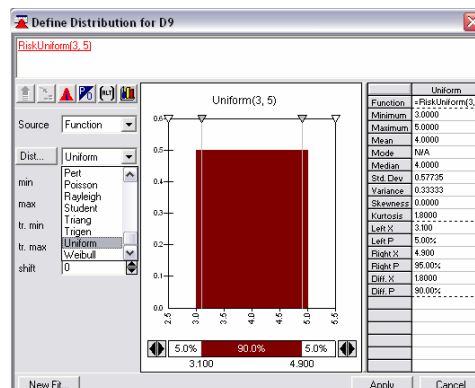 Define Distribution for D9
RiskUniform(3, 5)
Source Function
Dist... Uniform
Pert
Poisson
Rayleigh
Student
Triang
Trigen
Uniform
Weibull
min
max
tr. min
tr. max
shift 0
New Fit...
Uniform(3, 5)
0.6
0.5
0.4
0.3
0.2
0.1
0.0
2.5 3.0 3.5 4.0 4.5 5.0 5.5
5.0% 90.0% 5.0%
3.100 4.900
Uniform
Function =RiskUniform(3,
Minimum 3.0000
Maximum 5.0000
Mean 4.0000
Mode N/A
Median 4.0000
Std. Dev 0.57735
Variance 0.33333
Skewness 0.0000
Kurtosis 1.8000
Left X 3.100
Left P 5.00%
Right X 4.900
Right P 95.00%
Diff. X 1.8000
Diff. P 90.00%
Apply Cancel